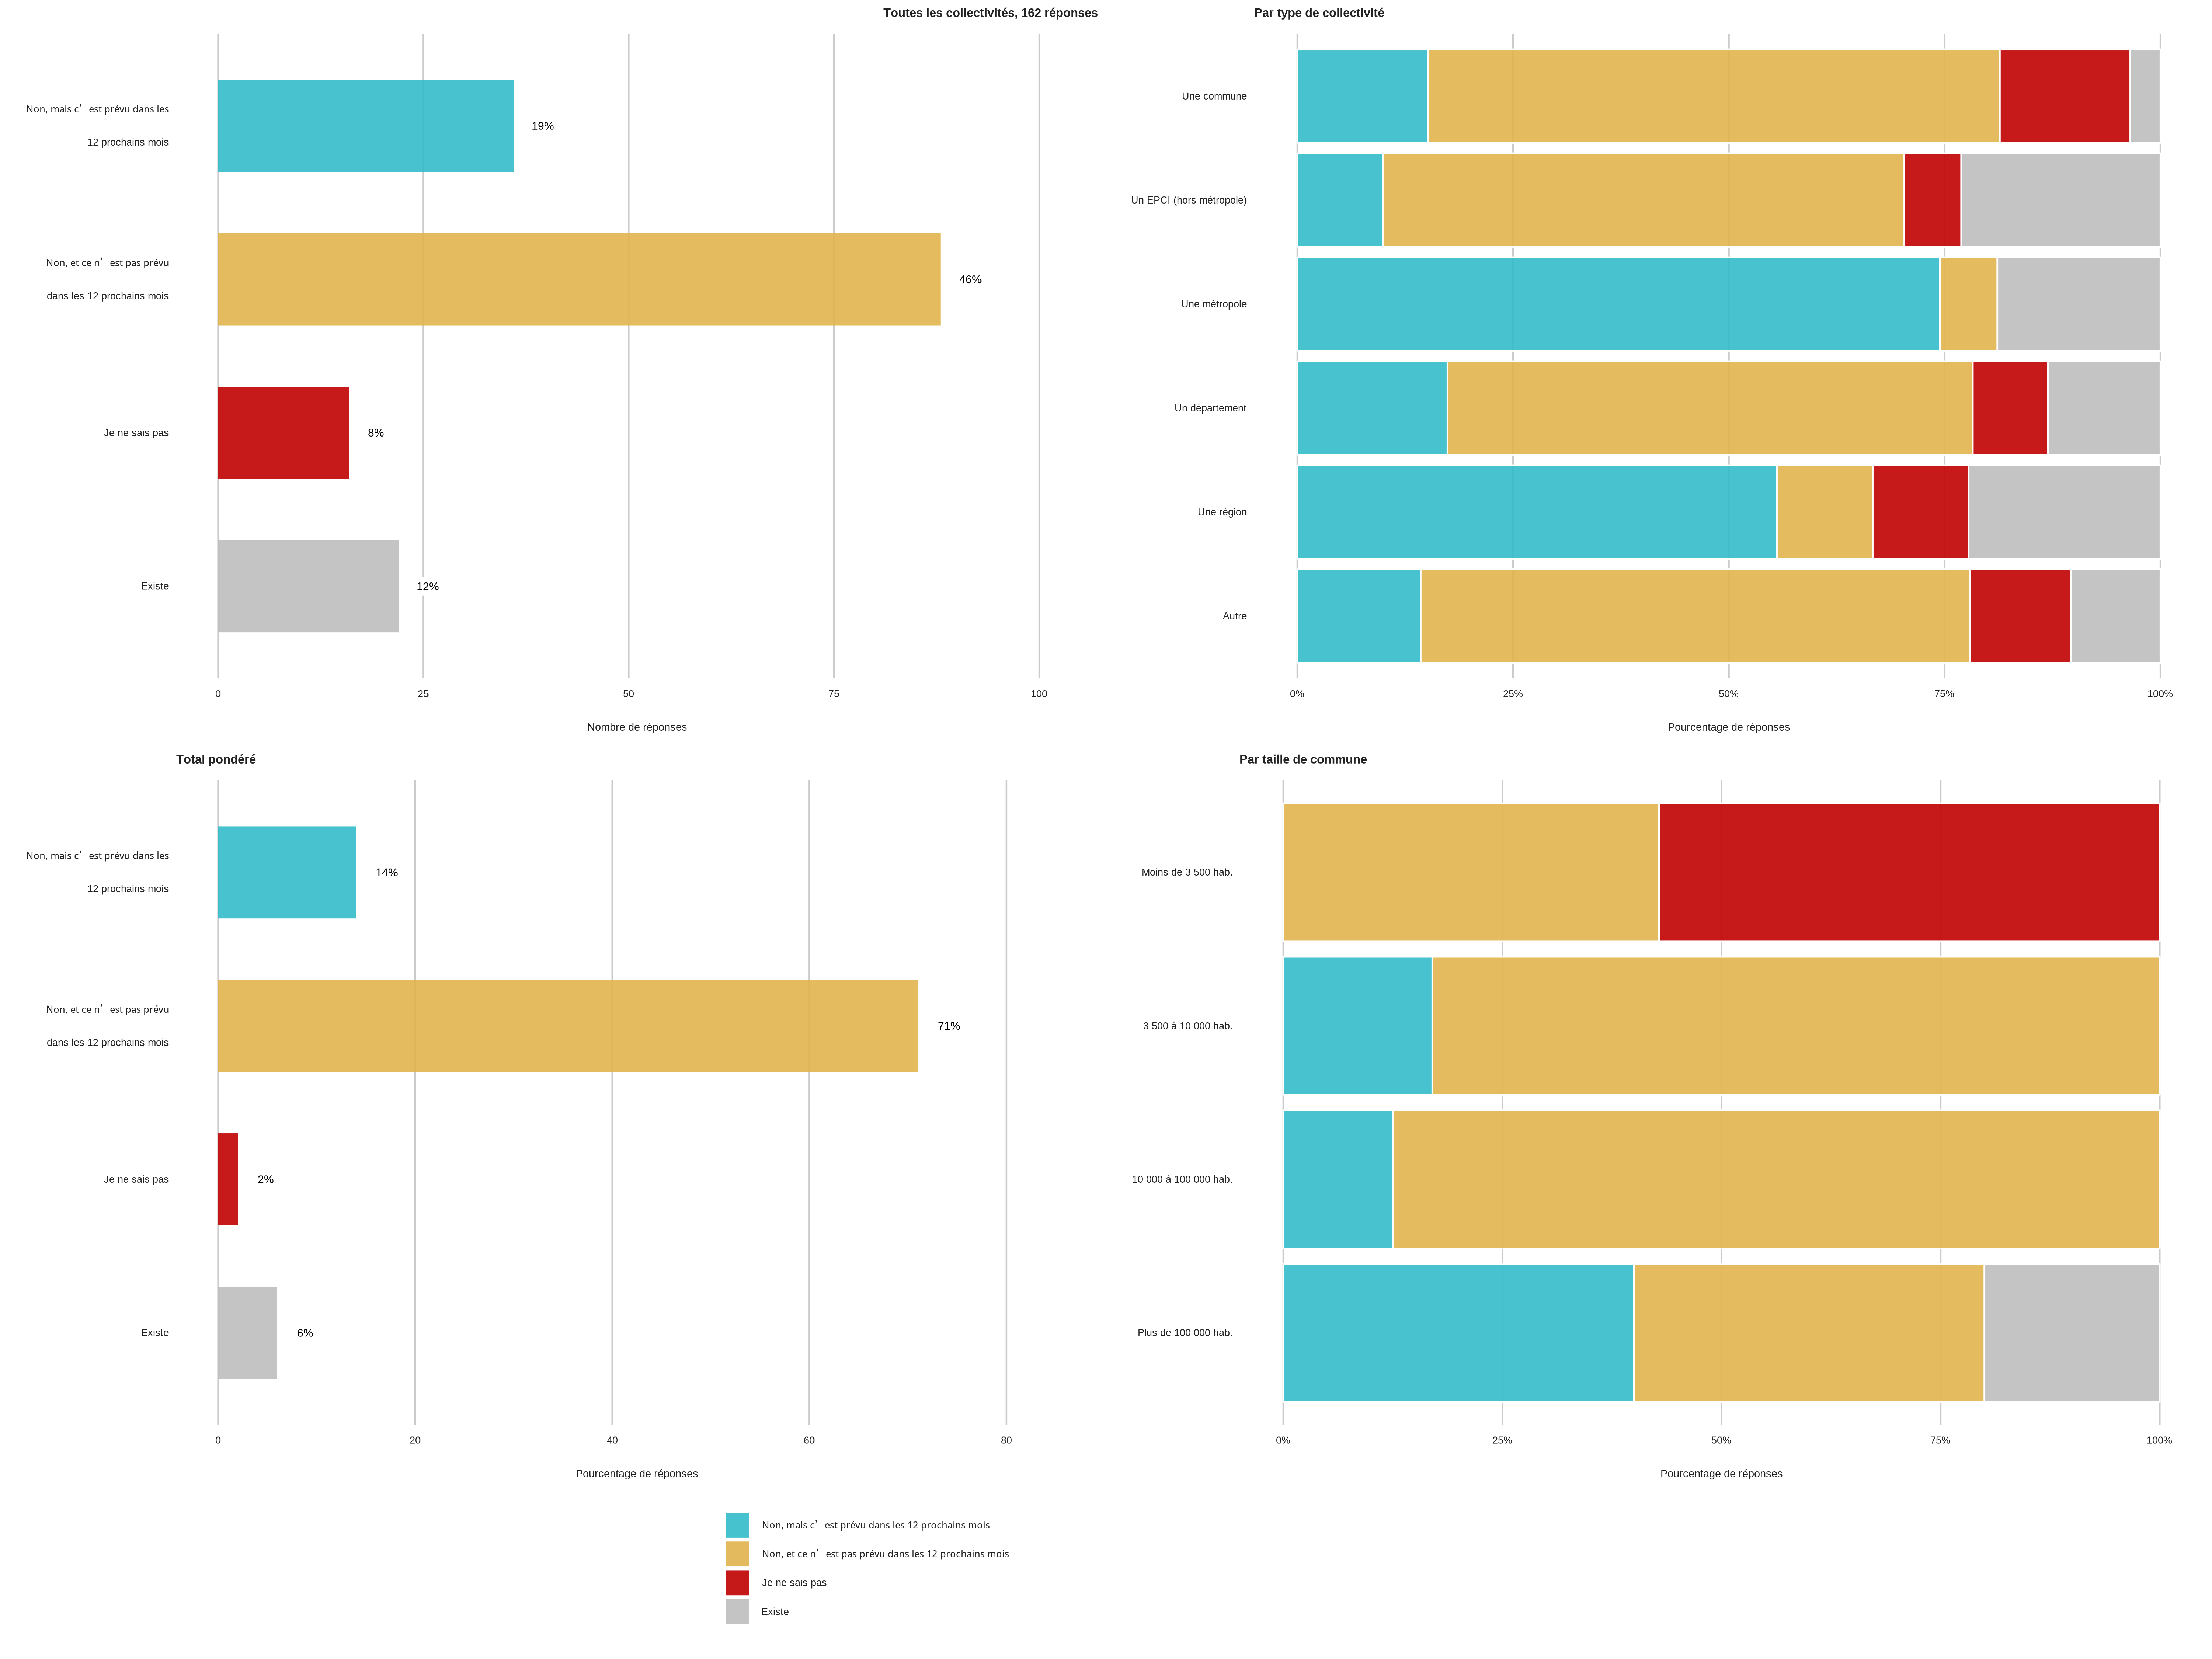 Toutes les collectivités, 162 réponses
Non, mais c’est prévu dans les
12 prochains mois
19%
Non, et ce n’est pas prévu
dans les 12 prochains mois
46%
Je ne sais pas
8%
Existe
12%
0 25 50 75 100
Nombre de réponses
Par type de collectivité
Une commune
Un EPCI (hors métropole)
Une métropole
Un département
Une région
Autre
0% 25% 50% 75% 100%
Pourcentage de réponses
Total pondéré
Non, mais c’est prévu dans les
12 prochains mois
14%
Non, et ce n’est pas prévu
dans les 12 prochains mois
71%
Je ne sais pas
2%
Existe
6%
0 20 40 60 80
Pourcentage de réponses
Par taille de commune
Moins de 3 500 hab.
3 500 à 10 000 hab.
10 000 à 100 000 hab.
Plus de 100 000 hab.
0% 25% 50% 75% 100%
Pourcentage de réponses
Non, mais c’est prévu dans les 12 prochains mois
Non, et ce n’est pas prévu dans les 12 prochains mois
Je ne sais pas
Existe